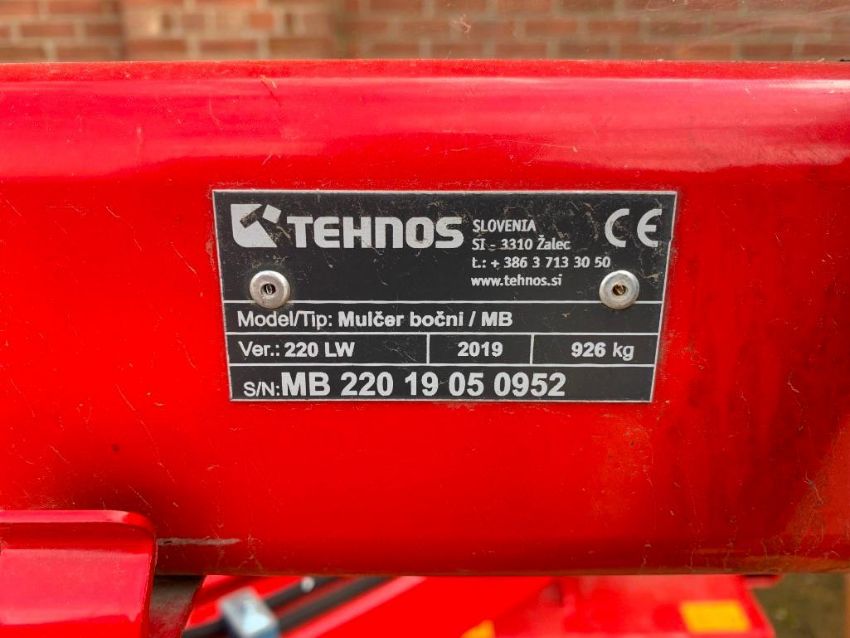 TEHNOS
SLOVENIA
SI - 3310 Žalec
t.: + 386 3 713 30 50
www.tehnos.si
CE
Model/Tip: Mulčer bočni / MB
Ver.: 220 LW 2019 926 kg
S/N: MB 220 19 05 0952